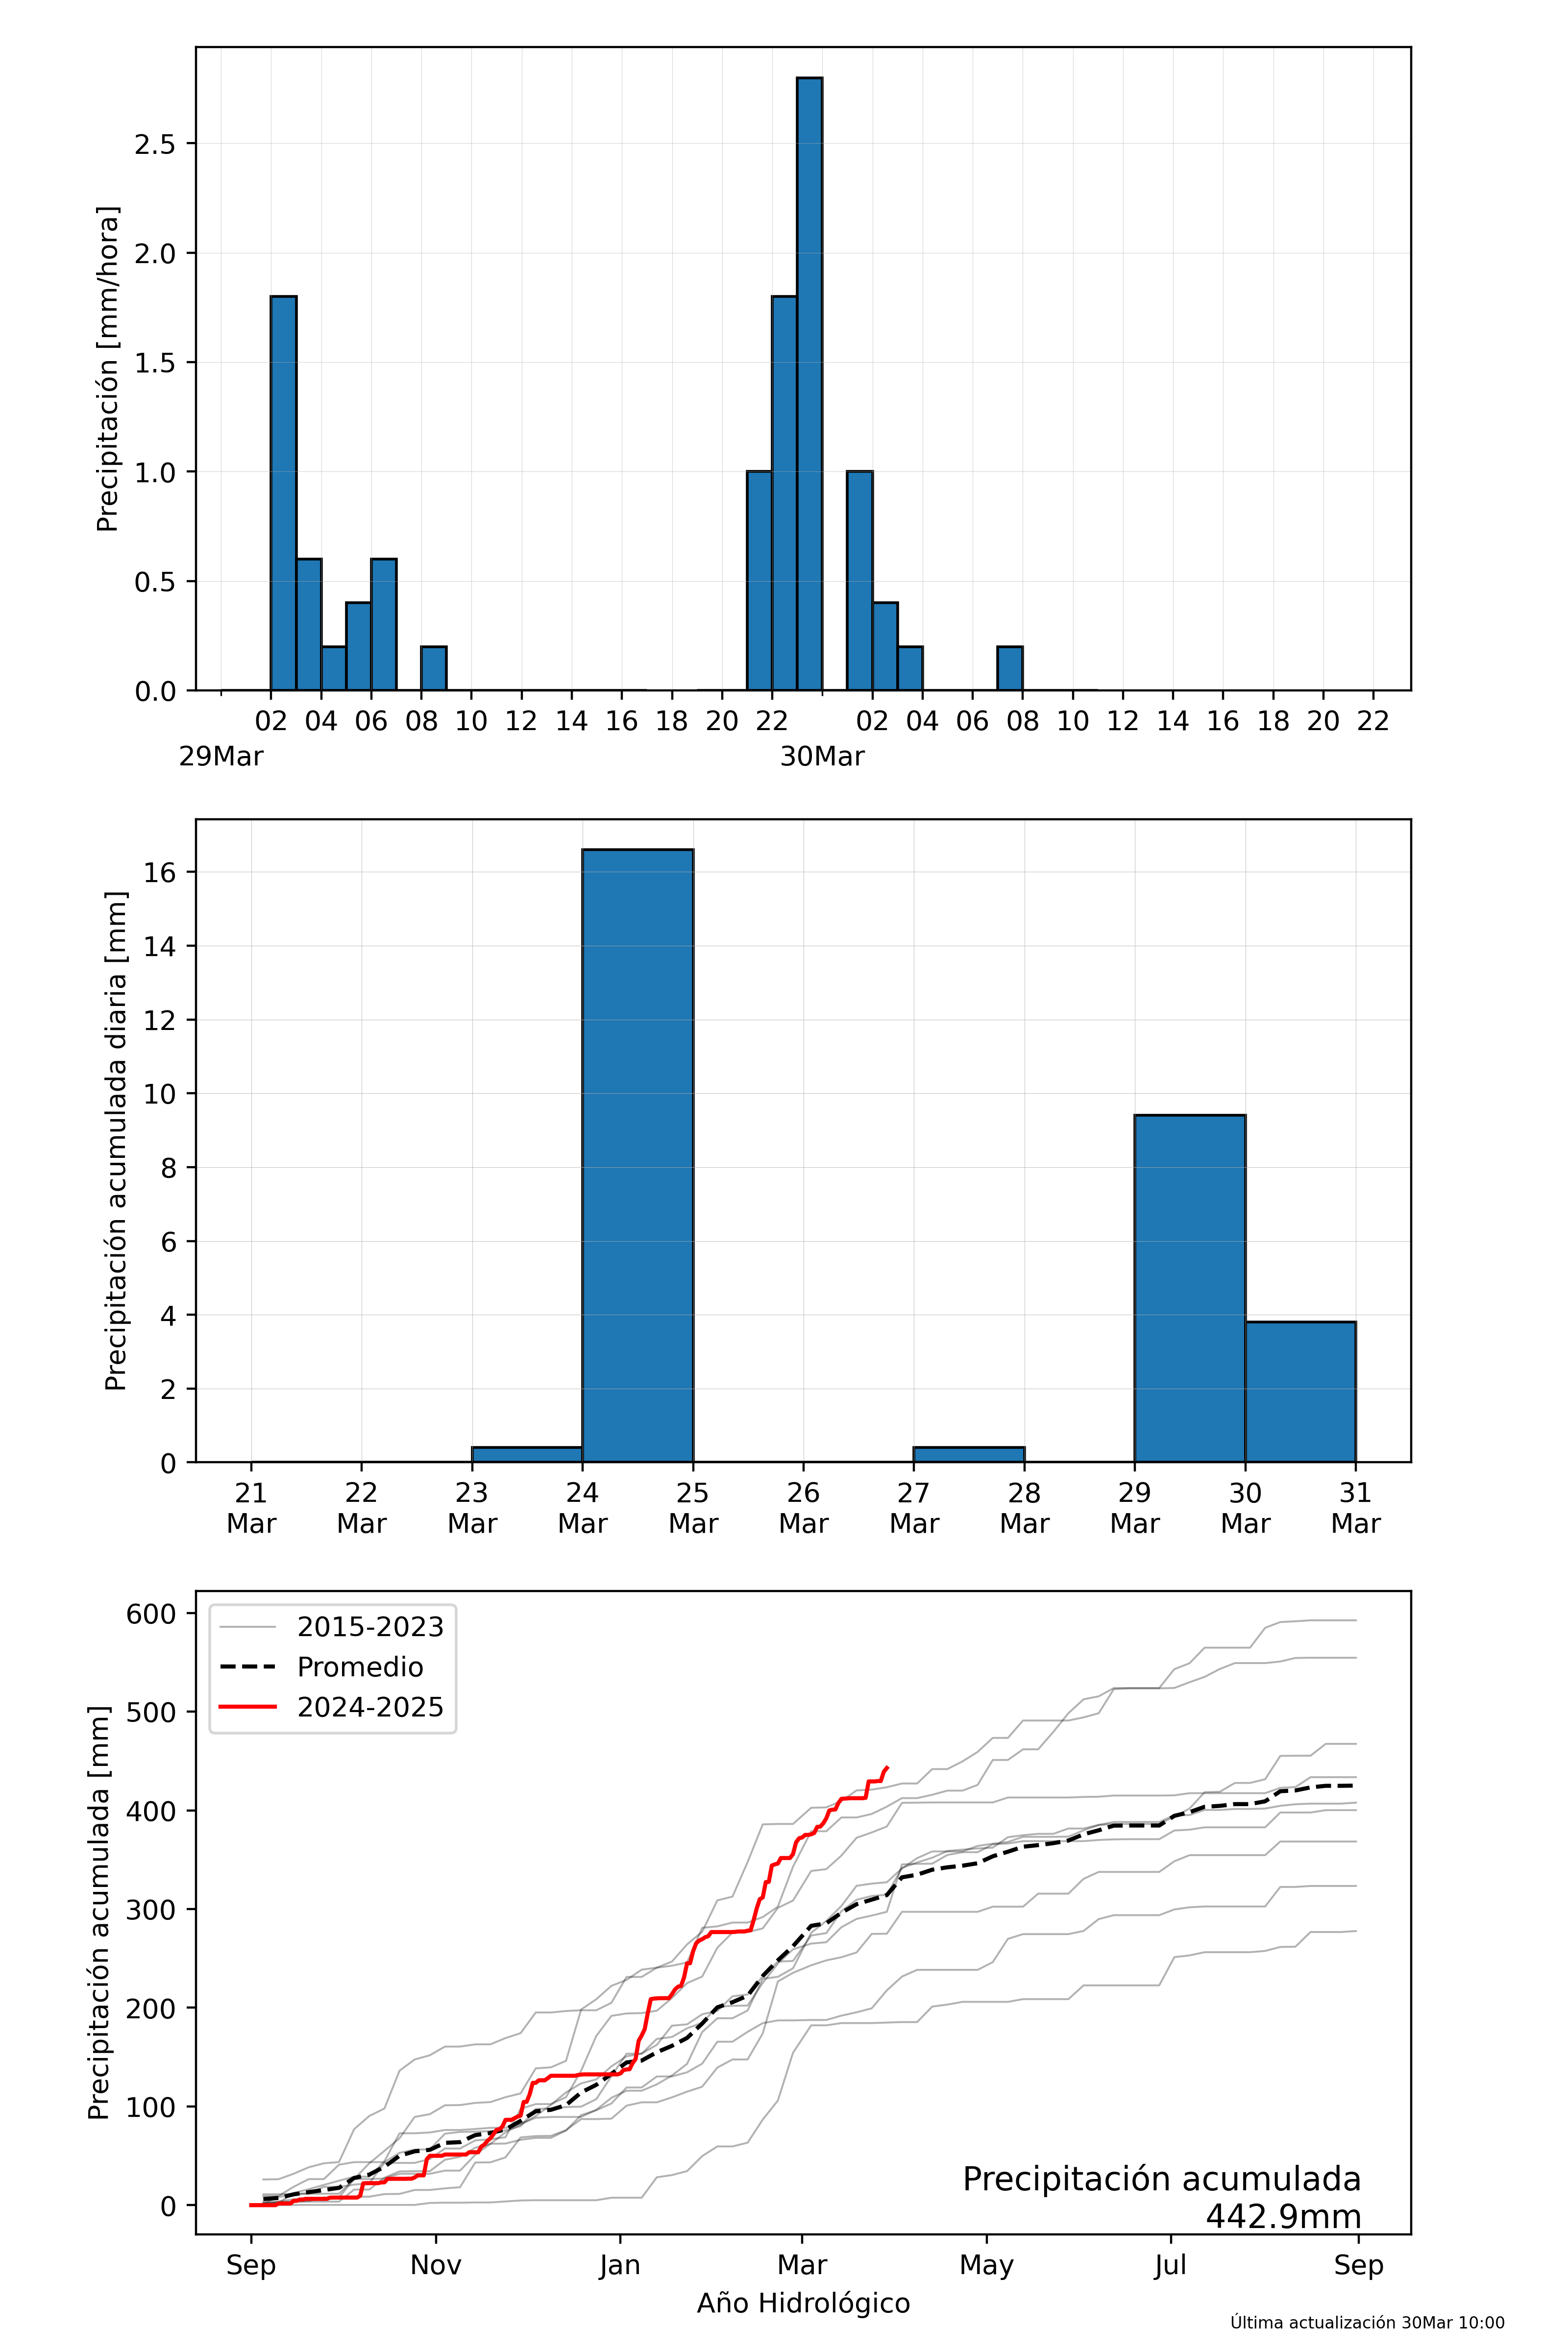 Precipitación [mm/hora]
2.5
2.0
1.5
1.0
0.5
0.0
02 04 06 08 10 12 14 16 18 20 22 02 04 06 08 10 12 14 16 18 20 22
29Mar 30Mar
Precipitación acumulada diaria [mm]
16
14
12
10
8
6
4
2
0
21 22 23 24 25 26 27 28 29 30 31
Mar Mar Mar Mar Mar Mar Mar Mar Mar Mar Mar
Precipitación acumulada [mm]
600
500
400
300
200
100
0
2015-2023
Promedio
2024-2025
Precipitación acumulada
442.9mm
Sep Nov Jan Mar May Jul Sep
Año Hidrológico
Última actualización 30Mar 10:00